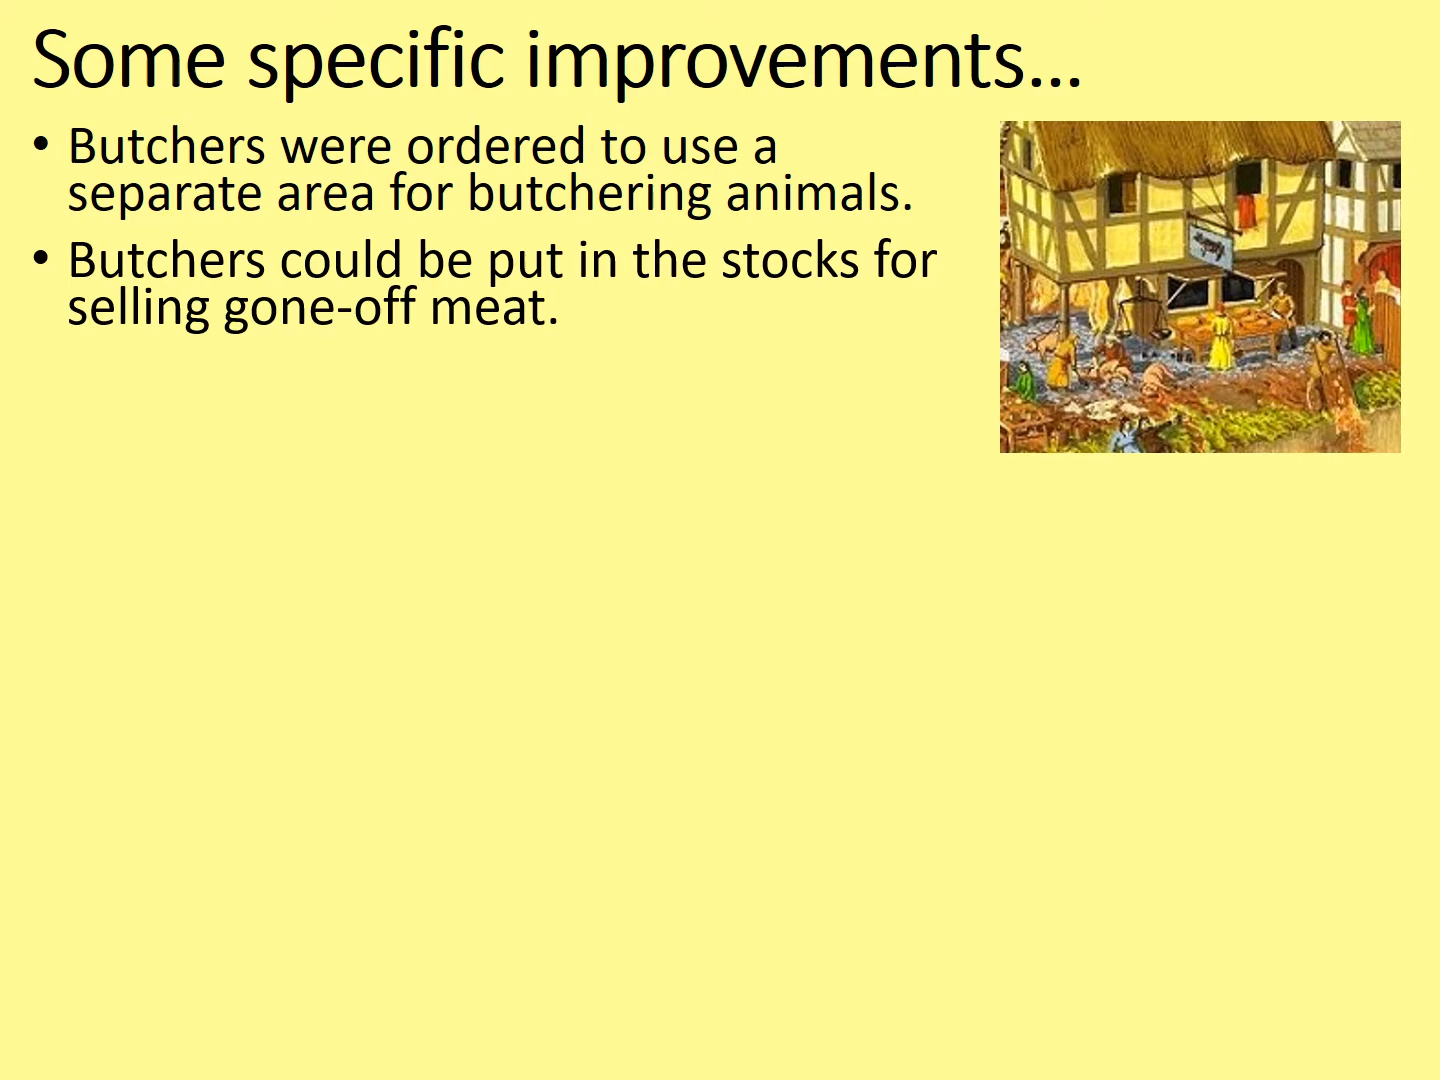 Some specific improvements...
• Butchers were ordered to use a
separate area for butchering animals.
• Butchers could be put in the stocks for
selling gone-off meat.